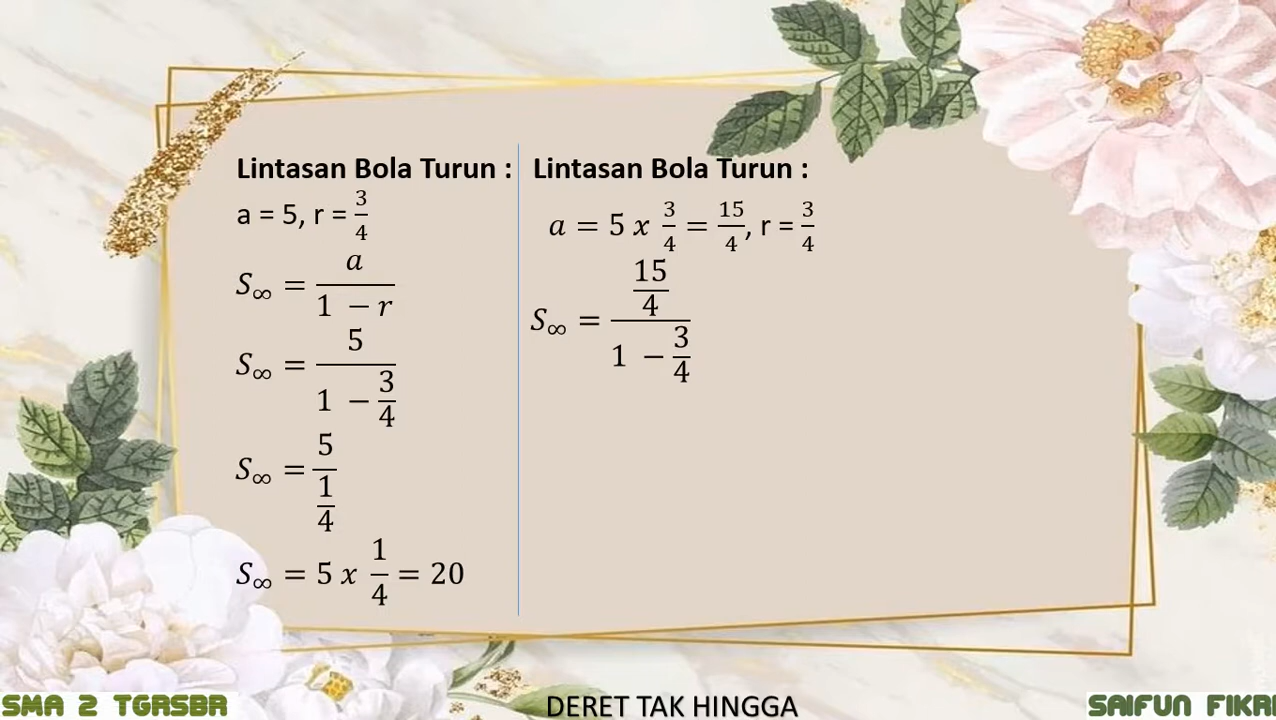 Lintasan Bola Turun :
a = 5, r = 3/4
S∞ = a/(1 − r)
S∞ = 5/(1 − 3/4)
S∞ = 5/(1/4)
S∞ = 5 x 1/4 = 20
Lintasan Bola Turun :
a = 5 x 3/4 = 15/4, r = 3/4
S∞ = (15/4)/(1 − 3/4)
SMA 2 TGRSBR
DERET TAK HINGGA
SAIFUN FIKRI